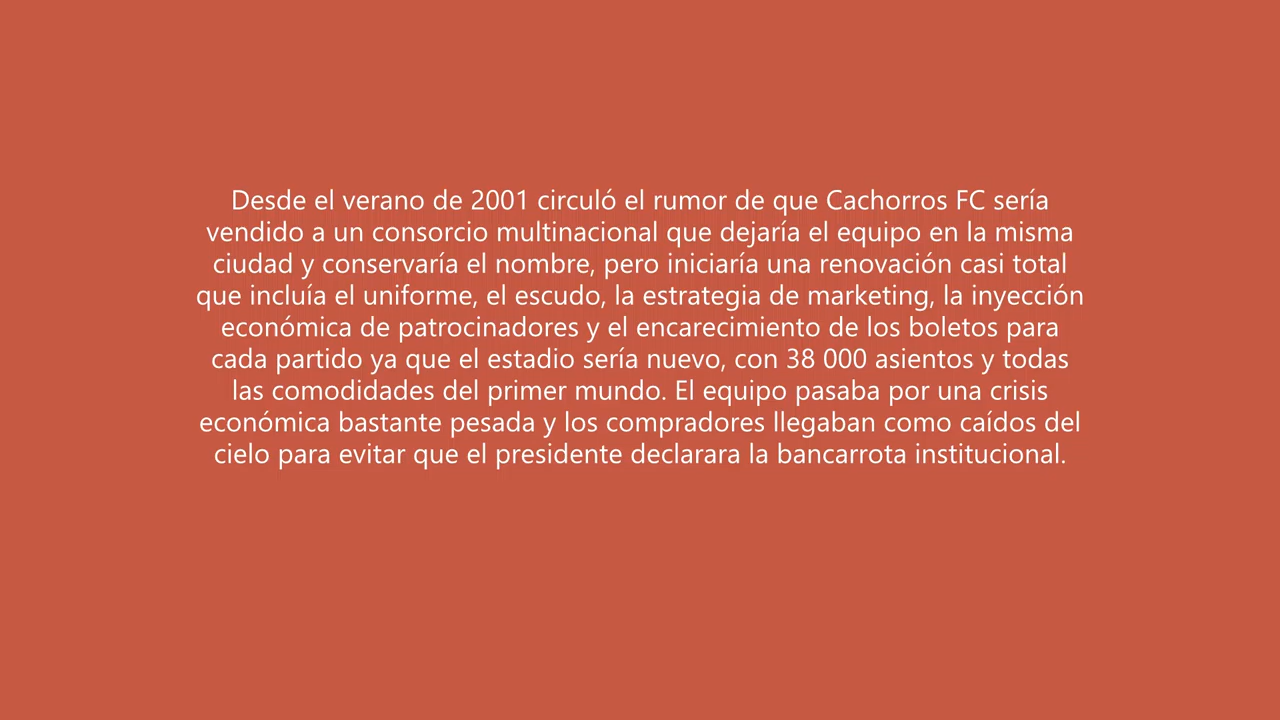 Desde el verano de 2001 circuló el rumor de que Cachorros FC sería
vendido a un consorcio multinacional que dejaría el equipo en la misma
ciudad y conservaría el nombre, pero iniciaría una renovación casi total
que incluía el uniforme, el escudo, la estrategia de marketing, la inyección
económica de patrocinadores y el encarecimiento de los boletos para
cada partido ya que el estadio sería nuevo, con 38 000 asientos y todas
las comodidades del primer mundo. El equipo pasaba por una crisis
económica bastante pesada y los compradores llegaban como caídos del
cielo para evitar que el presidente declarara la bancarrota institucional.